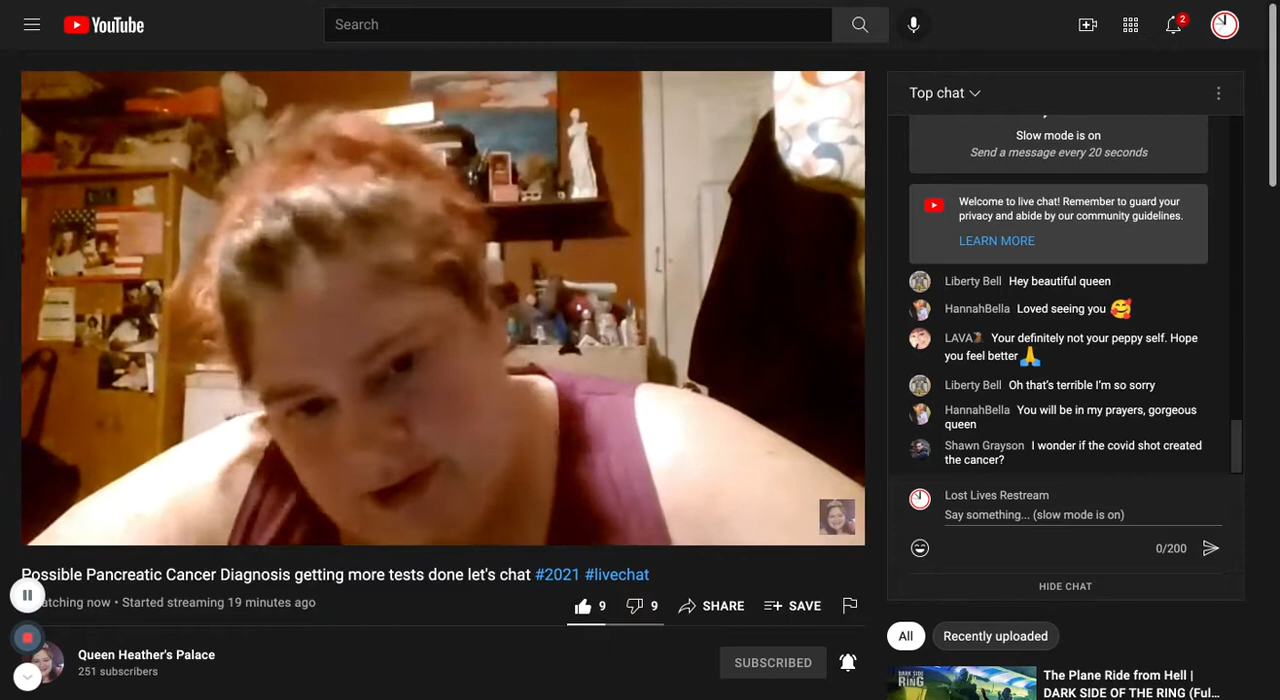 YouTube
Search
2
Top chat
Slow mode is on
Send a message every 20 seconds
Welcome to live chat! Remember to guard your
privacy and abide by our community guidelines.
LEARN MORE
Liberty Bell Hey beautiful queen
HannahBella Loved seeing you 🥰
LAVA Your definitely not your peppy self. Hope
you feel better 🙏
Liberty Bell Oh that's terrible I'm so sorry
HannahBella You will be in my prayers, gorgeous
queen
Shawn Grayson I wonder if the covid shot created
the cancer?
Lost Lives Restream
Say something... (slow mode is on)
0/200
HIDE CHAT
Possible Pancreatic Cancer Diagnosis getting more tests done let's chat #2021 #livechat
watching now • Started streaming 19 minutes ago
9
9
SHARE
SAVE
Queen Heather's Palace
251 subscribers
SUBSCRIBED
All
Recently uploaded
DARK SIDE
RING
The Plane Ride from Hell |
DARK SIDE OF THE RING (Ful...